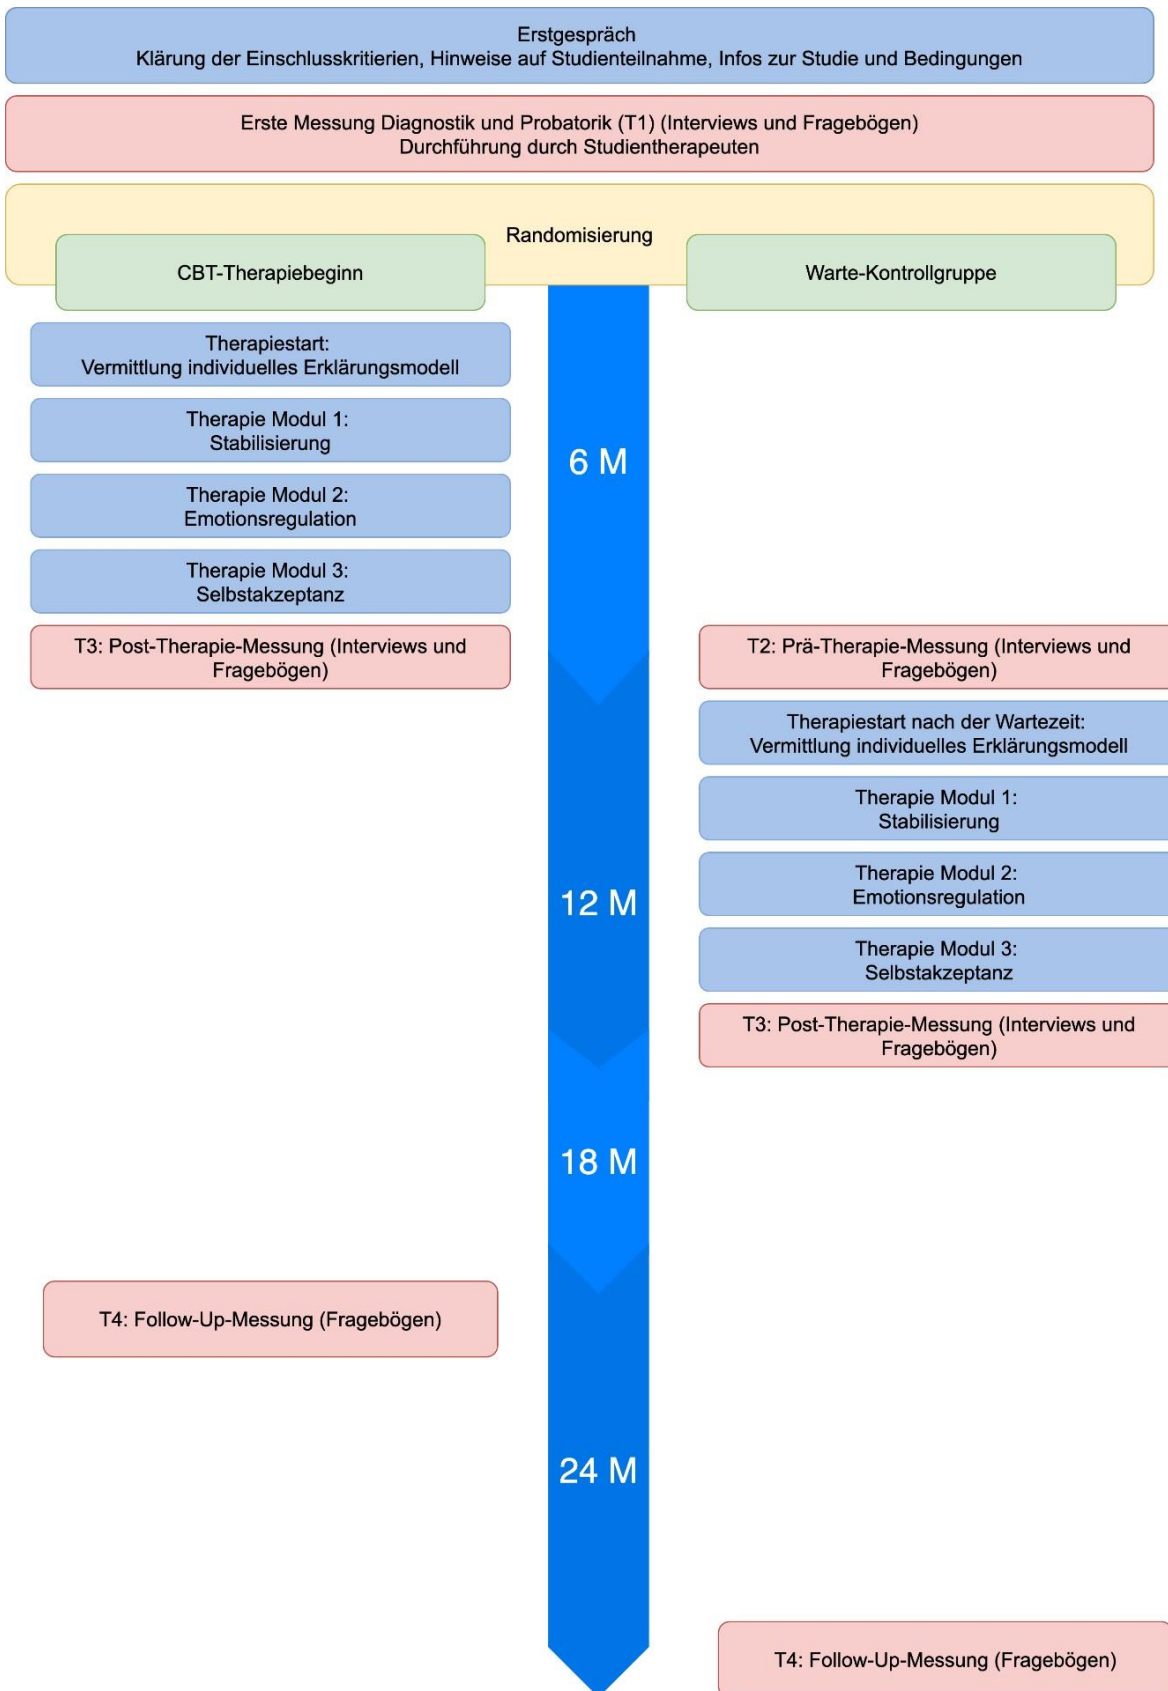 Erstgespräch
Klärung der Einschlusskritierien, Hinweise auf Studienteilnahme, Infos zur Studie und Bedingungen
Erste Messung Diagnostik und Probatorik (T1) (Interviews und Fragebögen)
Durchführung durch Studientherapeuten
Randomisierung
CBT-Therapiebeginn
Warte-Kontrollgruppe
Therapiestart:
Vermittlung individuelles Erklärungsmodell
Therapie Modul 1:
Stabilisierung
6 M
Therapie Modul 2:
Emotionsregulation
Therapie Modul 3:
Selbstakzeptanz
T3: Post-Therapie-Messung (Interviews und
Fragebögen)
T2: Prä-Therapie-Messung (Interviews und
Fragebögen)
Therapiestart nach der Wartezeit:
Vermittlung individuelles Erklärungsmodell
Therapie Modul 1:
Stabilisierung
12 M
Therapie Modul 2:
Emotionsregulation
Therapie Modul 3:
Selbstakzeptanz
T3: Post-Therapie-Messung (Interviews und
Fragebögen)
18 M
T4: Follow-Up-Messung (Fragebögen)
24 M
T4: Follow-Up-Messung (Fragebögen)